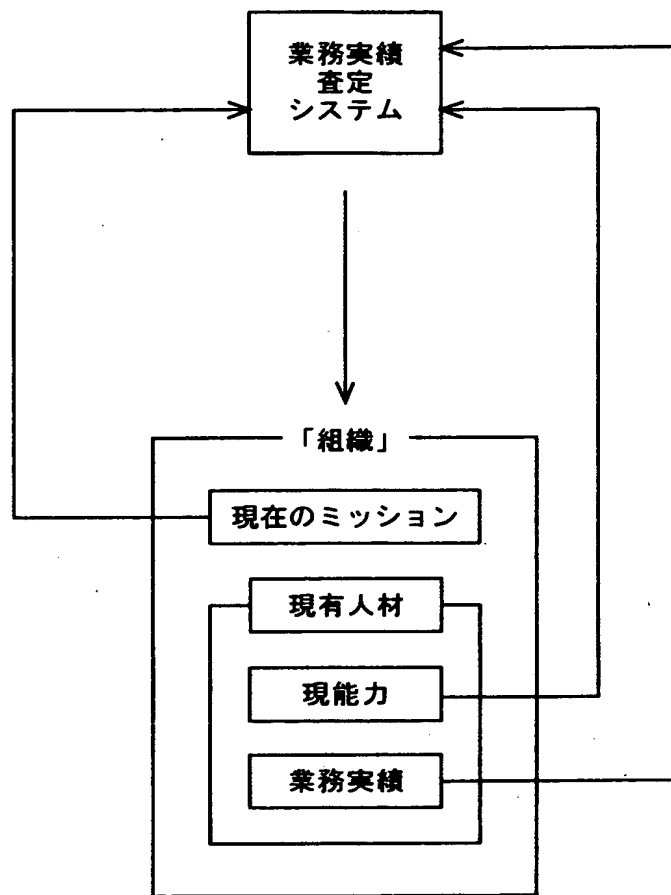 業務実績
査定
システム
「組織」
現在のミッション
現有人材
現能力
業務実績